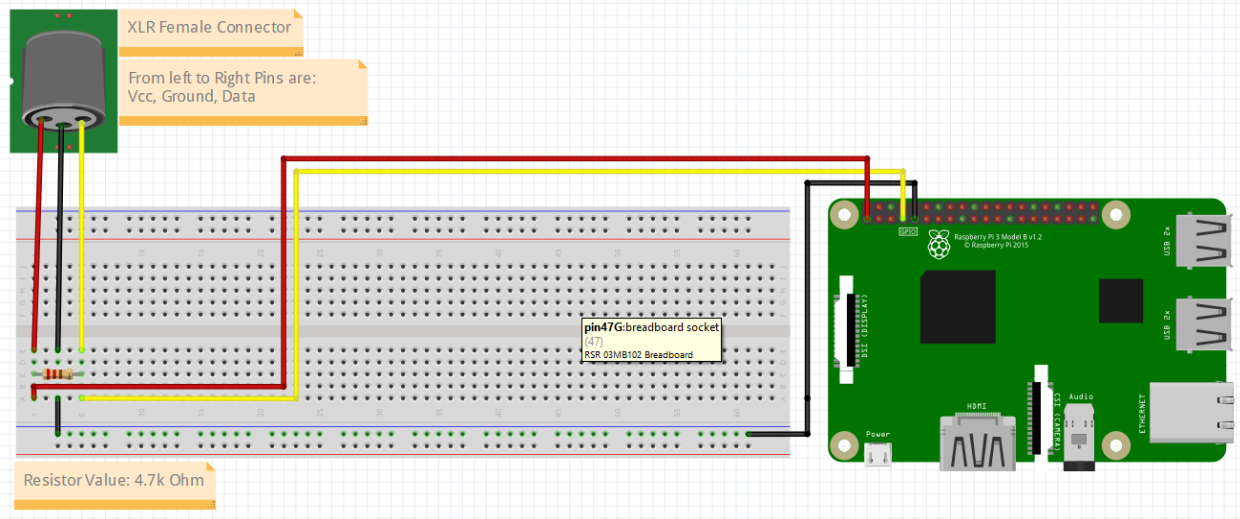 XLR Female Connector
From left to Right Pins are:
Vcc, Ground, Data
GPIO
Raspberry Pi 3 Model B v1.2
© Raspberry Pi 2015
USB 2x
DSI (DISPLAY)
pin47G:breadboard socket
(47)
RSR 03MB102 Breadboard
USB 2x
HDMI
CSI (CAMERA)
Audio
ETHERNET
Power
Resistor Value: 4.7k Ohm